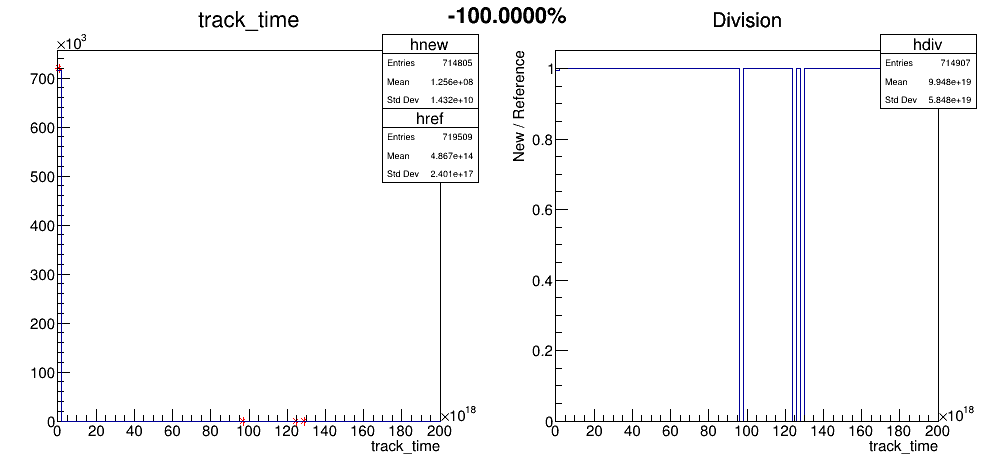 -100.0000%
track_time
×10³
700
600
500
400
300
200
100
0
0 20 40 60 80 100 120 140 160 180 200
×10¹⁸
track_time
hnew
Entries 714805
Mean 1.256e+08
Std Dev 1.432e+10
href
Entries 719509
Mean 4.867e+14
Std Dev 2.401e+17
Division
New / Reference
1
0.8
0.6
0.4
0.2
0
0 20 40 60 80 100 120 140 160 180 200
×10¹⁸
track_time
hdiv
Entries 714907
Mean 9.948e+19
Std Dev 5.848e+19